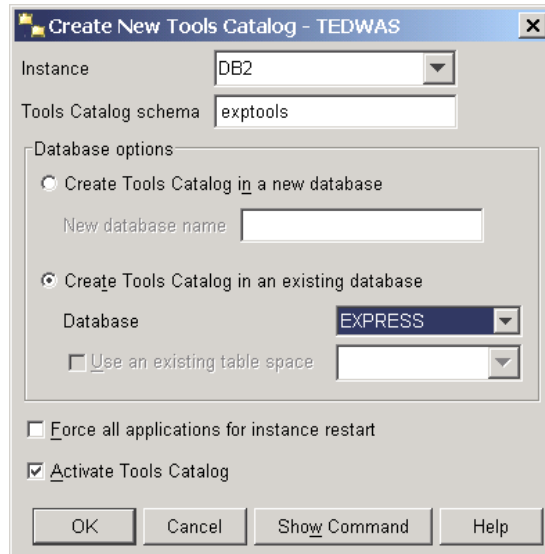 Create New Tools Catalog - TEDWAS
Instance DB2
Tools Catalog schema exptools
Database options
Create Tools Catalog in a new database
New database name
Create Tools Catalog in an existing database
Database EXPRESS
Use an existing table space
Force all applications for instance restart
Activate Tools Catalog
OK Cancel Show Command Help